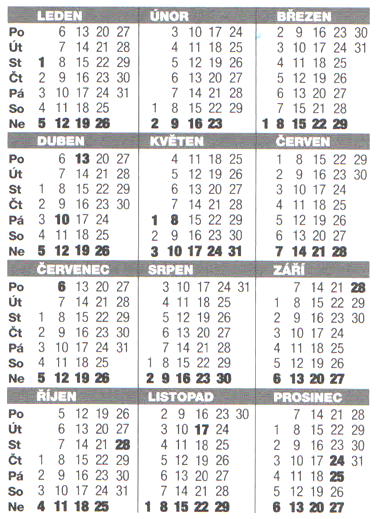 LEDEN ÚNOR BŘEZEN
Po 6 13 20 27 3 10 17 24 2 9 16 23 30
Út 7 14 21 28 4 11 18 25 3 10 17 24 31
St 1 8 15 22 29 5 12 19 26 4 11 18 25
Čt 2 9 16 23 30 6 13 20 27 5 12 19 26
Pá 3 10 17 24 31 7 14 21 28 6 13 20 27
So 4 11 18 25 1 8 15 22 29 7 15 21 28
Ne 5 12 19 26 2 9 16 23 1 8 15 22 29
DUBEN KVĚTEN ČERVEN
Po 6 13 20 27 4 11 18 25 1 8 15 22 29
Út 7 14 21 28 5 12 19 26 2 9 16 23 30
St 1 8 15 22 29 6 13 20 27 3 10 17 24
Čt 2 9 16 23 30 7 14 21 28 4 11 18 25
Pá 3 10 17 24 1 8 15 22 29 5 12 19 26
So 4 11 18 25 2 9 16 23 30 6 13 20 27
Ne 5 12 19 26 3 10 17 24 31 7 14 21 28
ČERVENEC SRPEN ZÁŘÍ
Po 6 13 20 27 3 10 17 24 31 7 14 21 28
Út 7 14 21 28 4 11 18 25 1 8 15 22 29
St 1 8 15 22 29 5 12 19 26 2 9 16 23 30
Čt 2 9 16 23 30 6 13 20 27 3 10 17 24
Pá 3 10 17 24 31 7 14 21 28 4 11 18 25
So 4 11 18 25 1 8 15 22 29 5 12 19 26
Ne 5 12 19 26 2 9 16 23 30 6 13 20 27
ŘÍJEN LISTOPAD PROSINEC
Po 5 12 19 26 2 9 16 23 30 7 14 21 28
Út 6 13 20 27 3 10 17 24 1 8 15 22 29
St 7 14 21 28 4 11 18 25 2 9 16 23 30
Čt 1 8 15 22 29 5 12 19 26 3 10 17 24 31
Pá 2 9 16 23 30 6 13 20 27 4 11 18 25
So 3 10 17 24 31 7 14 21 28 5 12 19 26
Ne 4 11 18 25 1 8 15 22 29 6 13 20 27